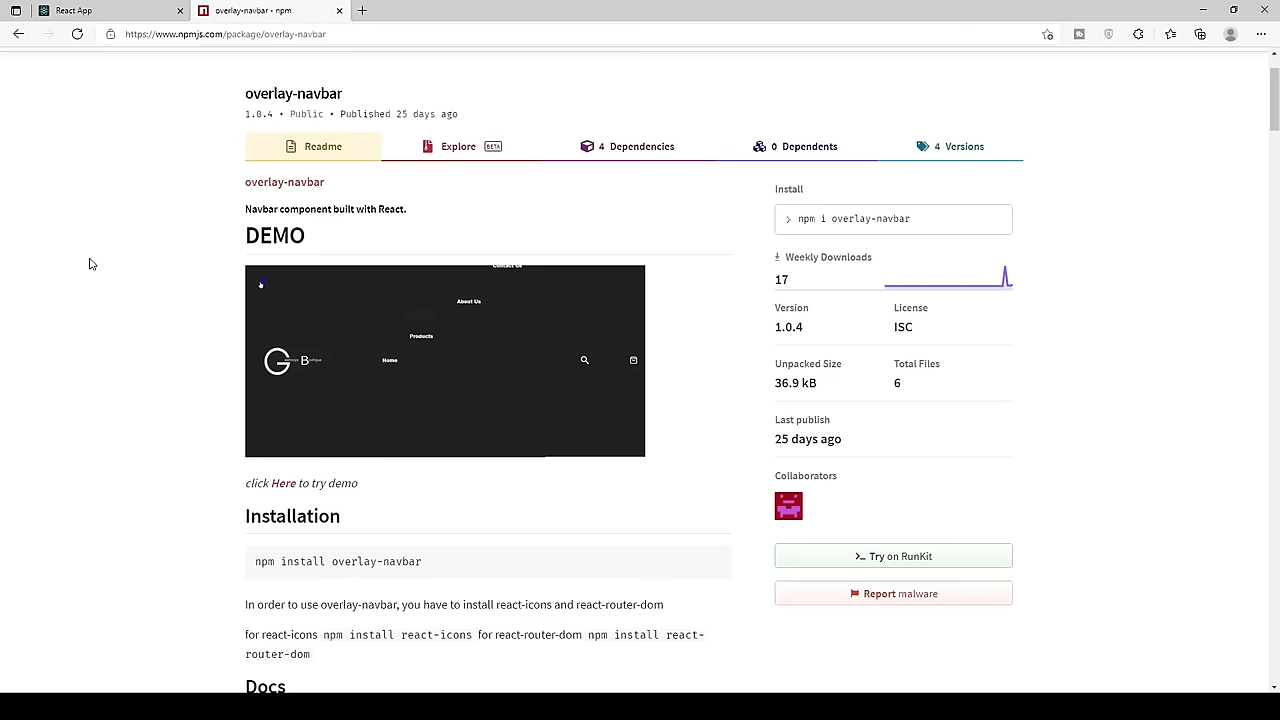 React App
overlay-navbar - npm
https://www.npmjs.com/package/overlay-navbar
overlay-navbar
1.0.4 • Public • Published 25 days ago
Readme
Explore BETA
4 Dependencies
0 Dependents
4 Versions
overlay-navbar
Navbar component built with React.
DEMO
Contact Us
About Us
Products
Home
G B
click Here to try demo
Installation
npm install overlay-navbar
In order to use overlay-navbar, you have to install react-icons and react-router-dom
for react-icons npm install react-icons for react-router-dom npm install react-
router-dom
Docs
Install
> npm i overlay-navbar
Weekly Downloads
17
Version
License
1.0.4
ISC
Unpacked Size
Total Files
36.9 kB
6
Last publish
25 days ago
Collaborators
Try on RunKit
Report malware